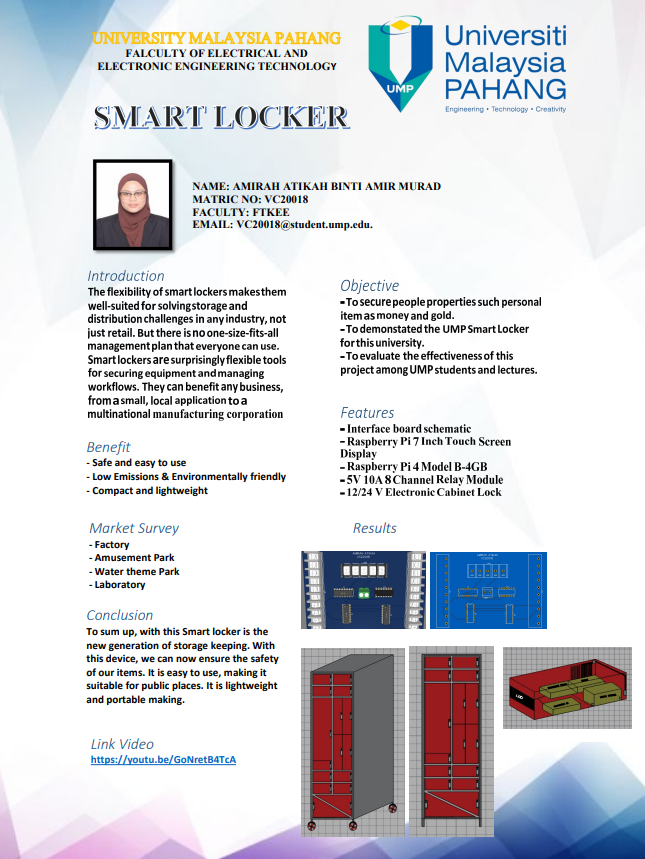 UNIVERSITY MALAYSIA PAHANG
FALCULTY OF ELECTRICAL AND
ELECTRONIC ENGINEERING TECHNOLOGY
UMP
Universiti
Malaysia
PAHANG
Engineering • Technology • Creativity
SMART LOCKER
NAME: AMIRAH ATIKAH BINTI AMIR MURAD
MATRIC NO: VC20018
FACULTY: FTKEE
EMAIL: VC20018@student.ump.edu.
Introduction
The flexibility of smart lockers makes them
well-suited for solving storage and
distribution challenges in any industry, not
just retail. But there is no one-size-fits-all
management plan that everyone can use.
Smart lockers are surprisingly flexible tools
for securing equipment and managing
workflows. They can benefit any business,
from a small, local application to a
multinational manufacturing corporation
Benefit
- Safe and easy to use
- Low Emissions & Environmentally friendly
- Compact and lightweight
Market Survey
- Factory
- Amusement Park
- Water theme Park
- Laboratory
Conclusion
To sum up, with this Smart locker is the
new generation of storage keeping. With
this device, we can now ensure the safety
of our items. It is easy to use, making it
suitable for public places. It is lightweight
and portable making.
Link Video
https://youtu.be/GoNretB4TcA
Objective
- To secure people properties such personal
item as money and gold.
- To demonstated the UMP Smart Locker
for this university.
- To evaluate the effectiveness of this
project among UMP students and lectures.
Features
- Interface board schematic
- Raspberry Pi 7 Inch Touch Screen
Display
- Raspberry Pi 4 Model B-4GB
- 5V 10A 8 Channel Relay Module
- 12/24 V Electronic Cabinet Lock
Results
AMIRAH ATIKAH
VC20018
AMIRAH ATIKAH
VC20018